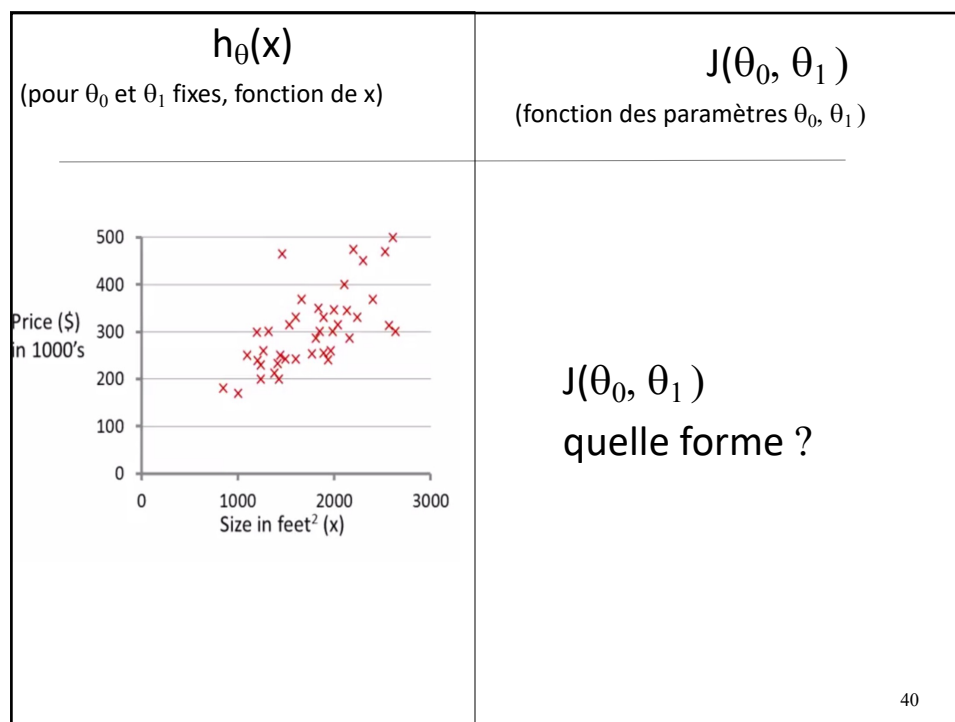 hθ(x)
(pour θ0 et θ1 fixes, fonction de x)
J(θ0, θ1 )
(fonction des paramètres θ0, θ1 )
500
400
300
200
100
0
Price ($)
in 1000's
0 1000 2000 3000
Size in feet² (x)
J(θ0, θ1 )
quelle forme ?
40